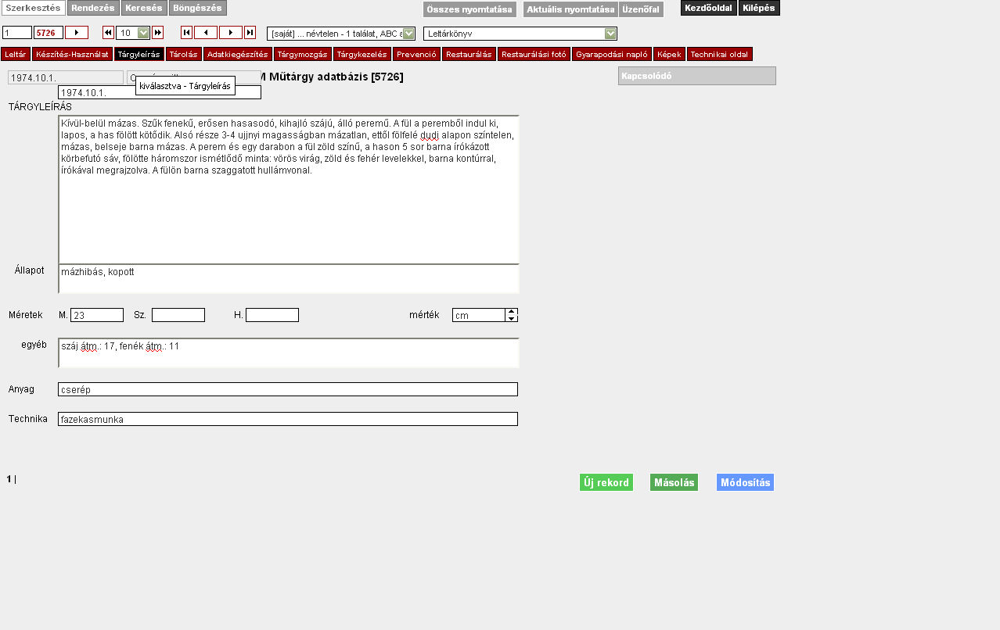 Szerkesztés Rendezés Keresés Böngészés Összes nyomtatása Aktuális nyomtatása Üzenőfal Kezdőoldal Kilépés
1 5726 10 [saját] ... névtelen - 1 találat, ABC Leltárkönyv
Leltár Készítés-Használat Tárgyleírás Tárolás Adatkiegészítés Tárgymozgás Tárgykezelés Prevenció Restaurálás Restaurálási fotó Gyarapodási napló Képek Technikai oldal
1974.10.1. M Műtárgy adatbázis [5726] Kapcsolódó
kiválasztva - Tárgyleírás
1974.10.1.
TÁRGYLEÍRÁS
Kívül-belül mázas. Szűk fenekű, erősen hasasodó, kihajló szájú, álló peremű. A fül a peremből indul ki,
lapos, a has fölött kötődik. Alsó része 3-4 ujjnyi magasságban mázatlan, ettől fölfelé dudi alapon színtelen,
mázas, belseje barna mázas. A perem és egy darabon a fül zöld színű, a hason 5 sor barna írókázott
körbefutó sáv, fölötte háromszor ismétlődő minta: vörös virág, zöld és fehér levelekkel, barna kontúrral,
írókával megrajzolva. A fülön barna szaggatott hullámvonal.
Állapot mázhibás, kopott
Méretek M. 23 Sz. H. mérték cm
egyéb száj átm.: 17, fenék átm.: 11
Anyag cserép
Technika fazekasmunka
1 |
Új rekord Másolás Módosítás